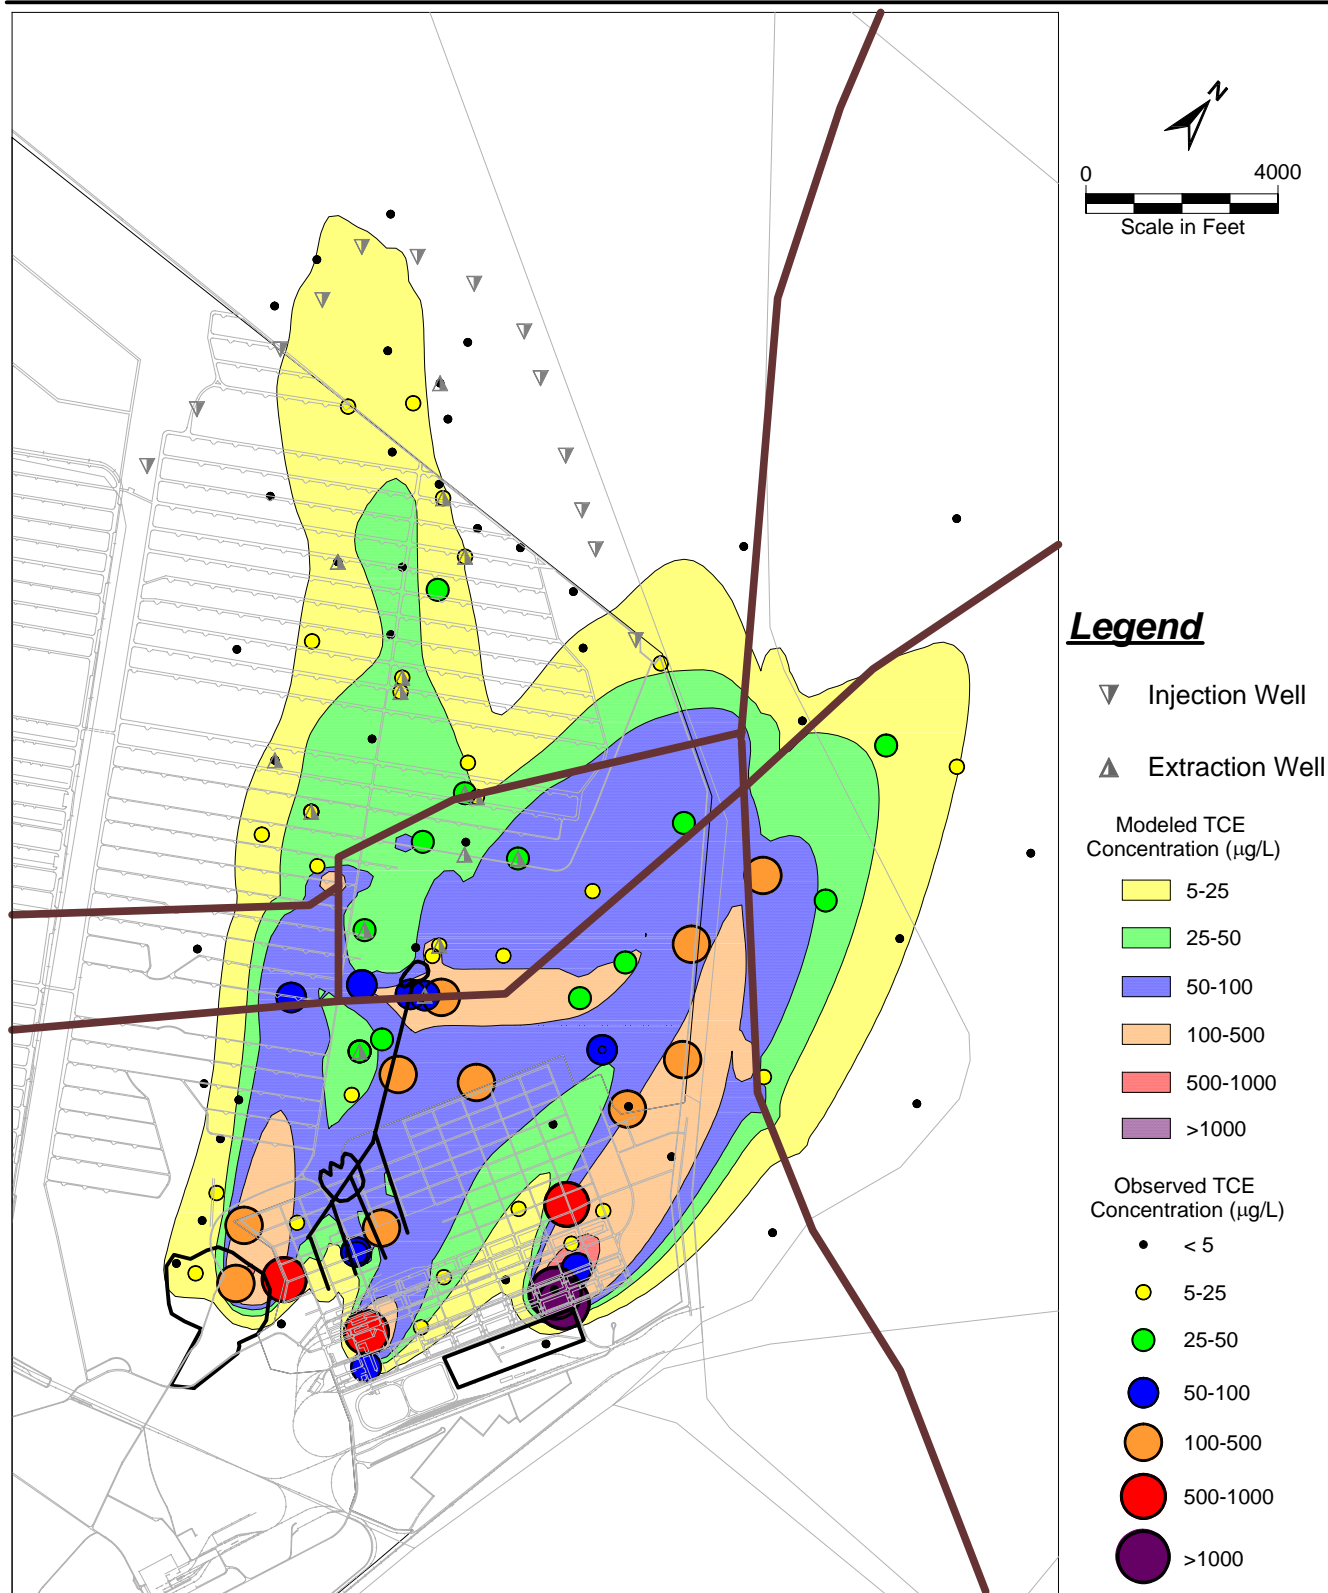 N
0 4000
Scale in Feet
Legend
Injection Well
Extraction Well
Modeled TCE
Concentration (µg/L)
5-25
25-50
50-100
100-500
500-1000
>1000
Observed TCE
Concentration (µg/L)
< 5
5-25
25-50
50-100
100-500
500-1000
>1000